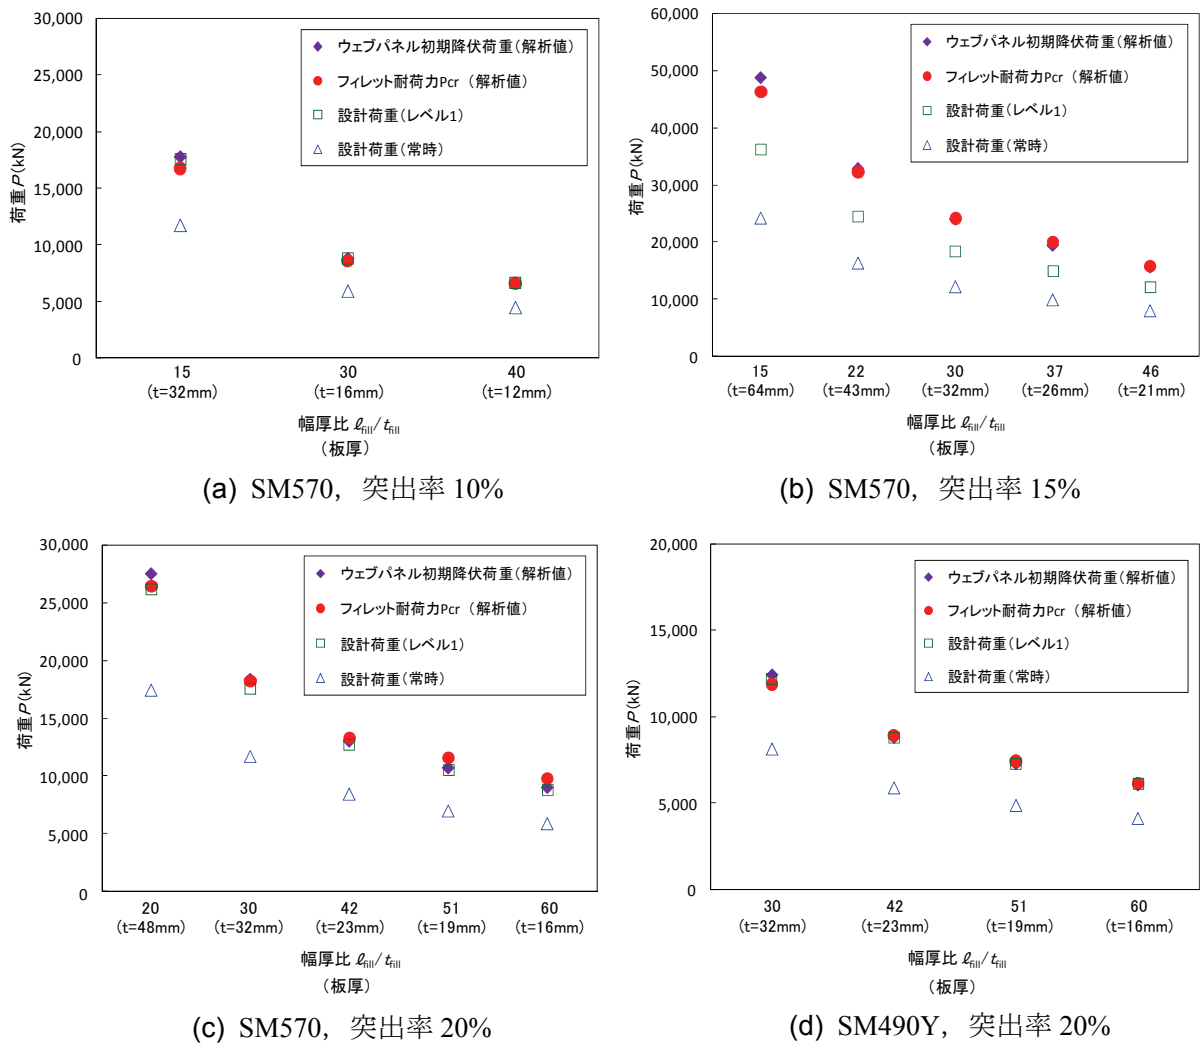 30,000
25,000
20,000
15,000
10,000
5,000
0
荷重P(kN)
ウェブパネル初期降伏荷重(解析値)
フィレット耐荷力Pcr (解析値)
設計荷重(レベル1)
設計荷重(常時)
15 30 40
(t=32mm) (t=16mm) (t=12mm)
幅厚比 ℓfill/tfill
(板厚)
(a) SM570, 突出率 10%
60,000
50,000
40,000
30,000
20,000
10,000
0
荷重P(kN)
ウェブパネル初期降伏荷重(解析値)
フィレット耐荷力Pcr (解析値)
設計荷重(レベル1)
設計荷重(常時)
15 22 30 37 46
(t=64mm) (t=43mm) (t=32mm) (t=26mm) (t=21mm)
幅厚比 ℓfill/tfill
(板厚)
(b) SM570, 突出率 15%
30,000
25,000
20,000
15,000
10,000
5,000
0
荷重P(kN)
ウェブパネル初期降伏荷重(解析値)
フィレット耐荷力Pcr (解析値)
設計荷重(レベル1)
設計荷重(常時)
20 30 42 51 60
(t=48mm) (t=32mm) (t=23mm) (t=19mm) (t=16mm)
幅厚比 ℓfill/tfill
(板厚)
(c) SM570, 突出率 20%
20,000
15,000
10,000
5,000
0
荷重P(kN)
ウェブパネル初期降伏荷重(解析値)
フィレット耐荷力Pcr (解析値)
設計荷重(レベル1)
設計荷重(常時)
30 42 51 60
(t=32mm) (t=23mm) (t=19mm) (t=16mm)
幅厚比 ℓfill/tfill
(板厚)
(d) SM490Y, 突出率 20%